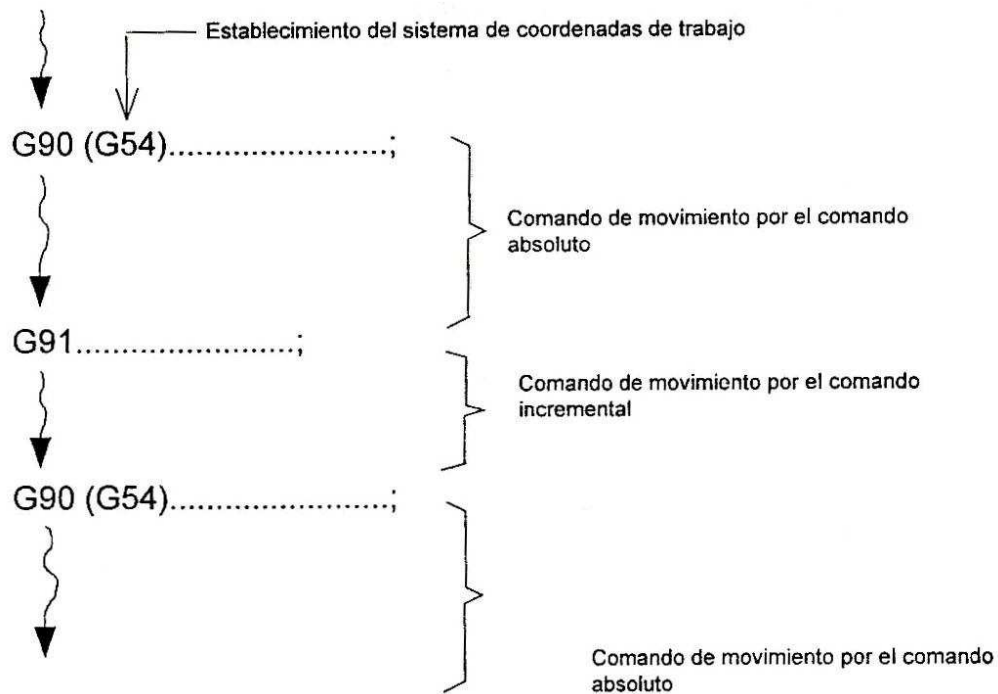 Establecimiento del sistema de coordenadas de trabajo
G90 (G54)........................;
Comando de movimiento por el comando
absoluto
G91........................;
Comando de movimiento por el comando
incremental
G90 (G54)........................;
Comando de movimiento por el comando
absoluto